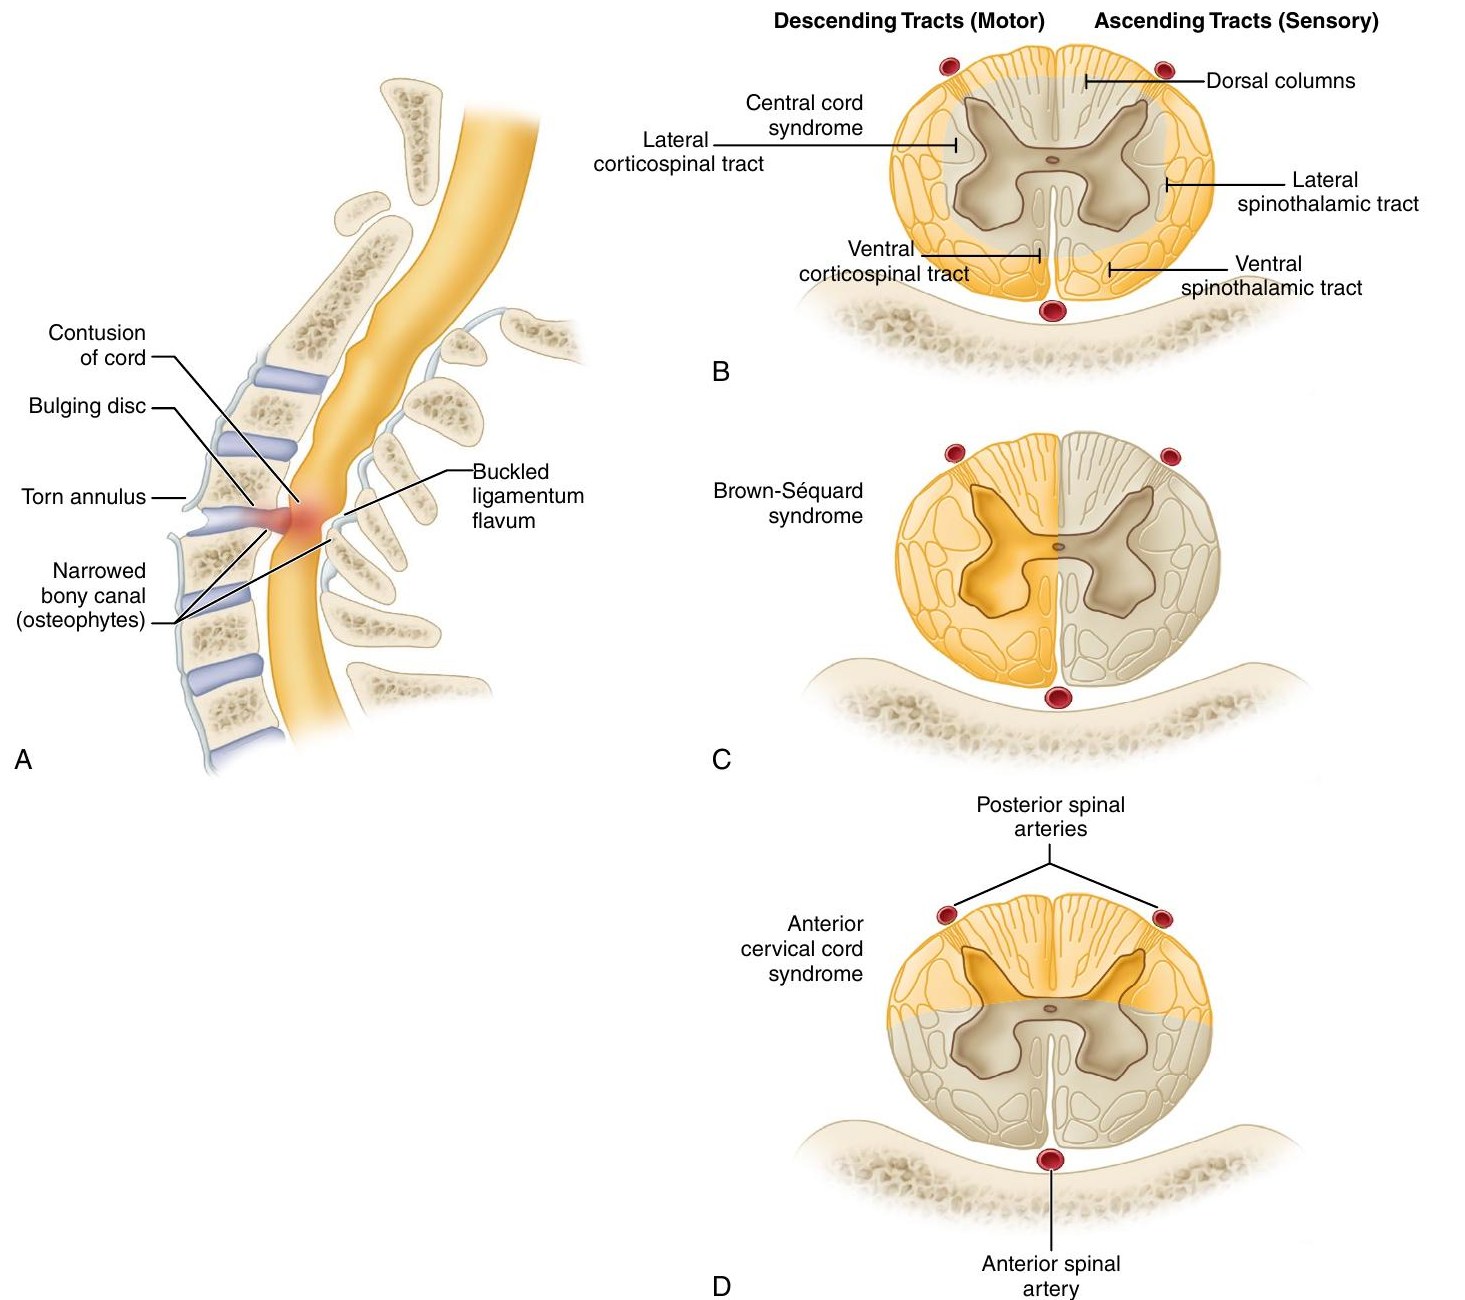 Descending Tracts (Motor)
Ascending Tracts (Sensory)
Central cord
syndrome
Lateral
corticospinal tract
Ventral
corticospinal tract
Dorsal columns
Lateral
spinothalamic tract
Ventral
spinothalamic tract
B
Contusion
of cord
Bulging disc
Torn annulus
Narrowed
bony canal
(osteophytes)
Buckled
ligamentum
flavum
A
Brown-Séquard
syndrome
C
Posterior spinal
arteries
Anterior
cervical cord
syndrome
Anterior spinal
artery
D